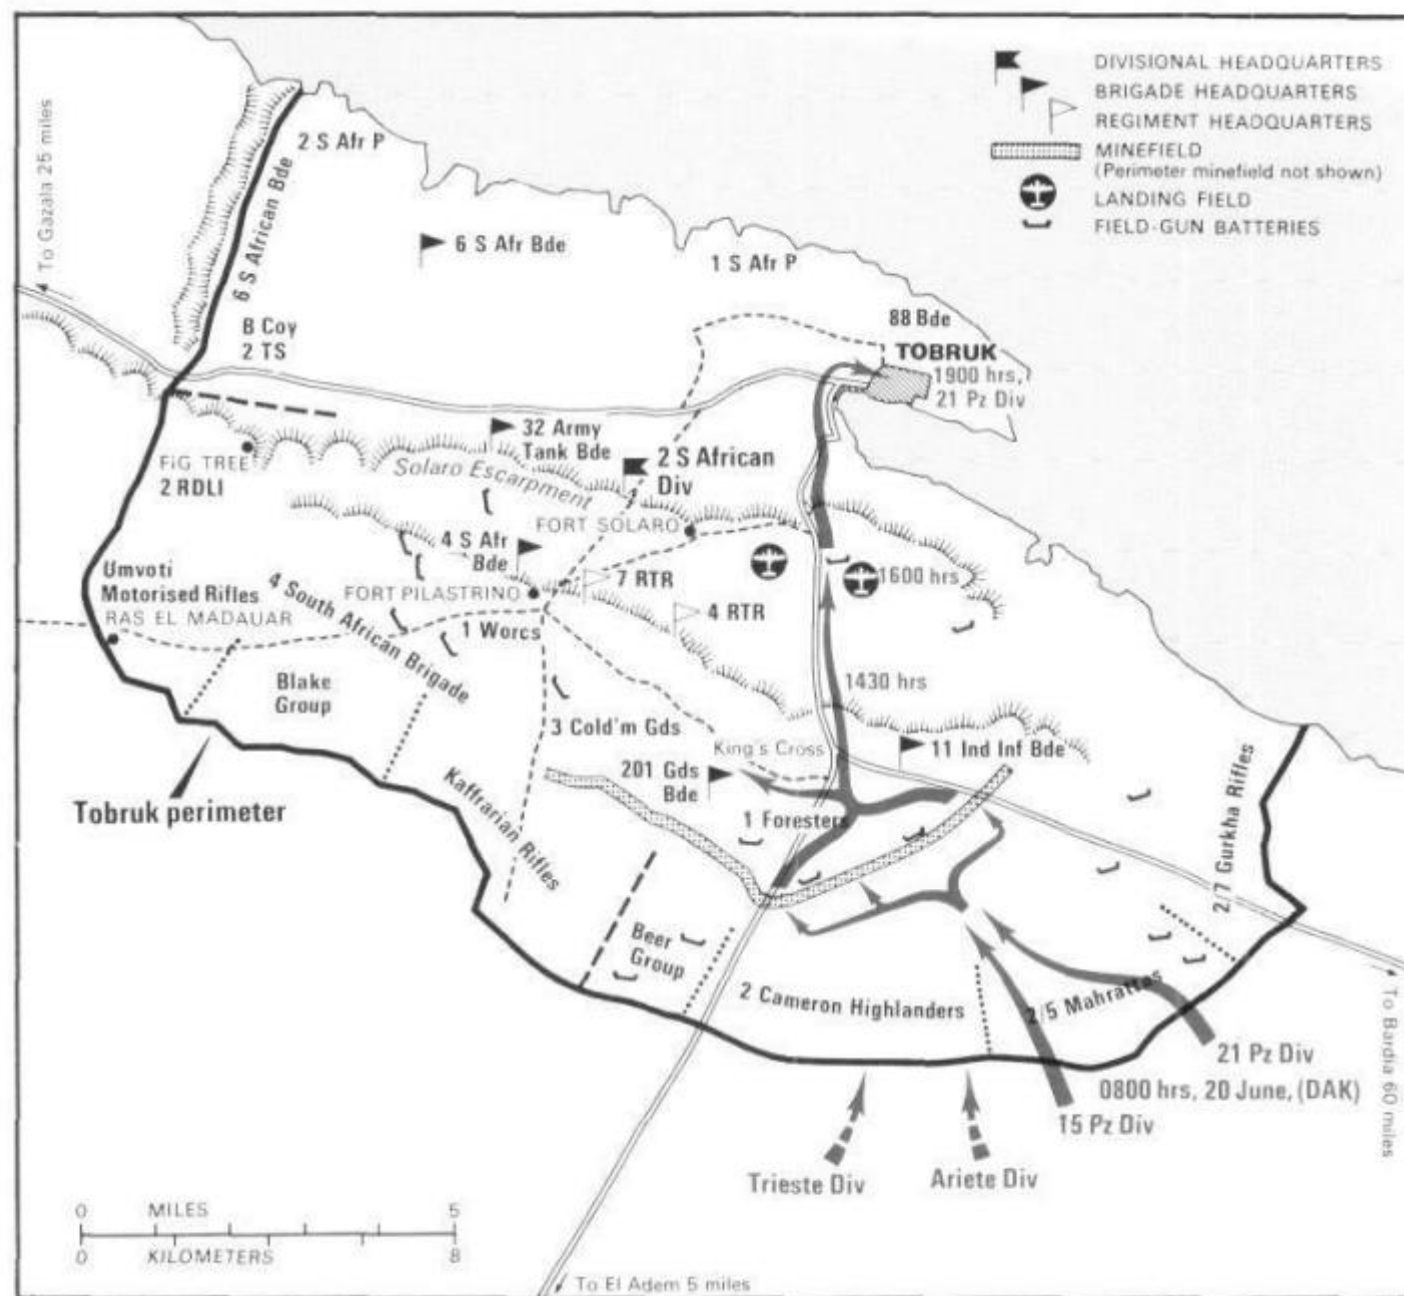 DIVISIONAL HEADQUARTERS
BRIGADE HEADQUARTERS
REGIMENT HEADQUARTERS
MINEFIELD
(Perimeter minefield not shown)
LANDING FIELD
FIELD-GUN BATTERIES
To Gazala 25 miles
2 S Afr P
6 S African Bde
6 S Afr Bde
1 S Afr P
B Coy
2 TS
88 Bde
TOBRUK
1900 hrs,
21 Pz Div
32 Army
Tank Bde
Solaro Escarpment
2 S African
Div
FIG TREE
2 RDLI
FORT SOLARO
4 S Afr
Bde
1600 hrs
Umvoti
Motorised Rifles
RAS EL MADAUAR
4 South African Brigade
FORT PILASTRINO
7 RTR
4 RTR
1 Worcs
Blake
Group
1430 hrs
3 Cold'm Gds
King's Cross
11 Ind Inf Bde
201 Gds
Bde
Tobruk perimeter
Kaffrarian Rifles
1 Foresters
2/7 Gurkha Rifles
Beer
Group
2 Cameron Highlanders
2/5 Mahrattas
To Bardia 60 miles
21 Pz Div
0800 hrs, 20 June, (DAK)
15 Pz Div
Trieste Div
Ariete Div
0 MILES 5
0 KILOMETERS 8
To El Adem 5 miles